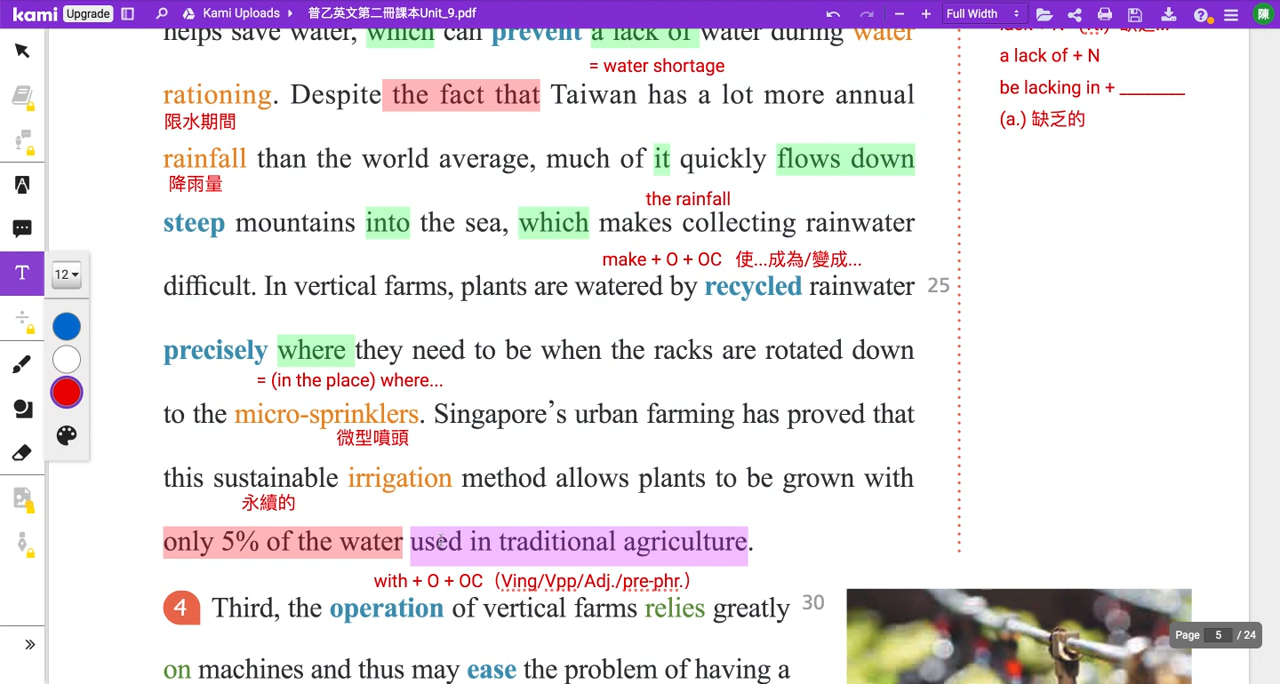 kami Upgrade Kami Uploads 普乙英文第二冊課本Unit_9.pdf Full Width 陳
helps save water, which can prevent a lack of water during water
= water shortage
a lack of + N
rationing. Despite the fact that Taiwan has a lot more annual
be lacking in + ________
限水期間
(a.) 缺乏的
rainfall than the world average, much of it quickly flows down
降雨量
the rainfall
steep mountains into the sea, which makes collecting rainwater
make + O + OC 使...成為/變成...
12
difficult. In vertical farms, plants are watered by recycled rainwater 25
precisely where they need to be when the racks are rotated down
= (in the place) where...
to the micro-sprinklers. Singapore's urban farming has proved that
微型噴頭
this sustainable irrigation method allows plants to be grown with
永續的
only 5% of the water used in traditional agriculture.
with + O + OC（Ving/Vpp/Adj./pre-phr.）
4 Third, the operation of vertical farms relies greatly 30
Page 5 / 24
on machines and thus may ease the problem of having a